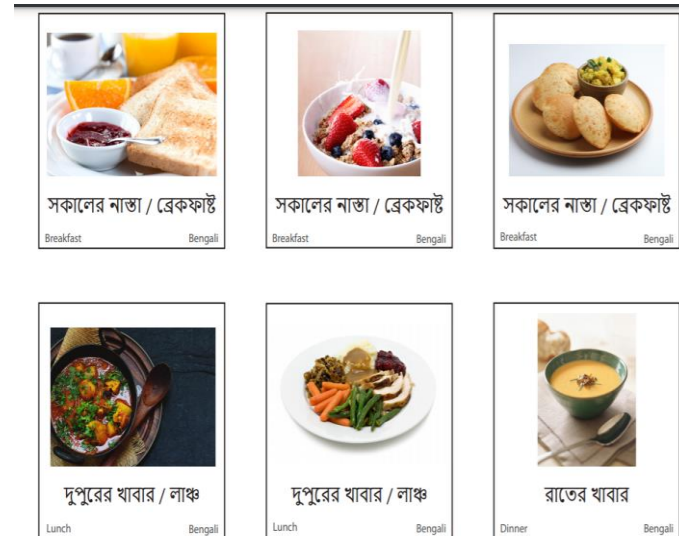 সকালের নাস্তা / ব্রেকফাষ্ট
Breakfast Bengali
সকালের নাস্তা / ব্রেকফাষ্ট
Breakfast Bengali
সকালের নাস্তা / ব্রেকফাষ্ট
Breakfast Bengali
দুপুরের খাবার / লাঞ্চ
Lunch Bengali
দুপুরের খাবার / লাঞ্চ
Lunch Bengali
রাতের খাবার
Dinner Bengali